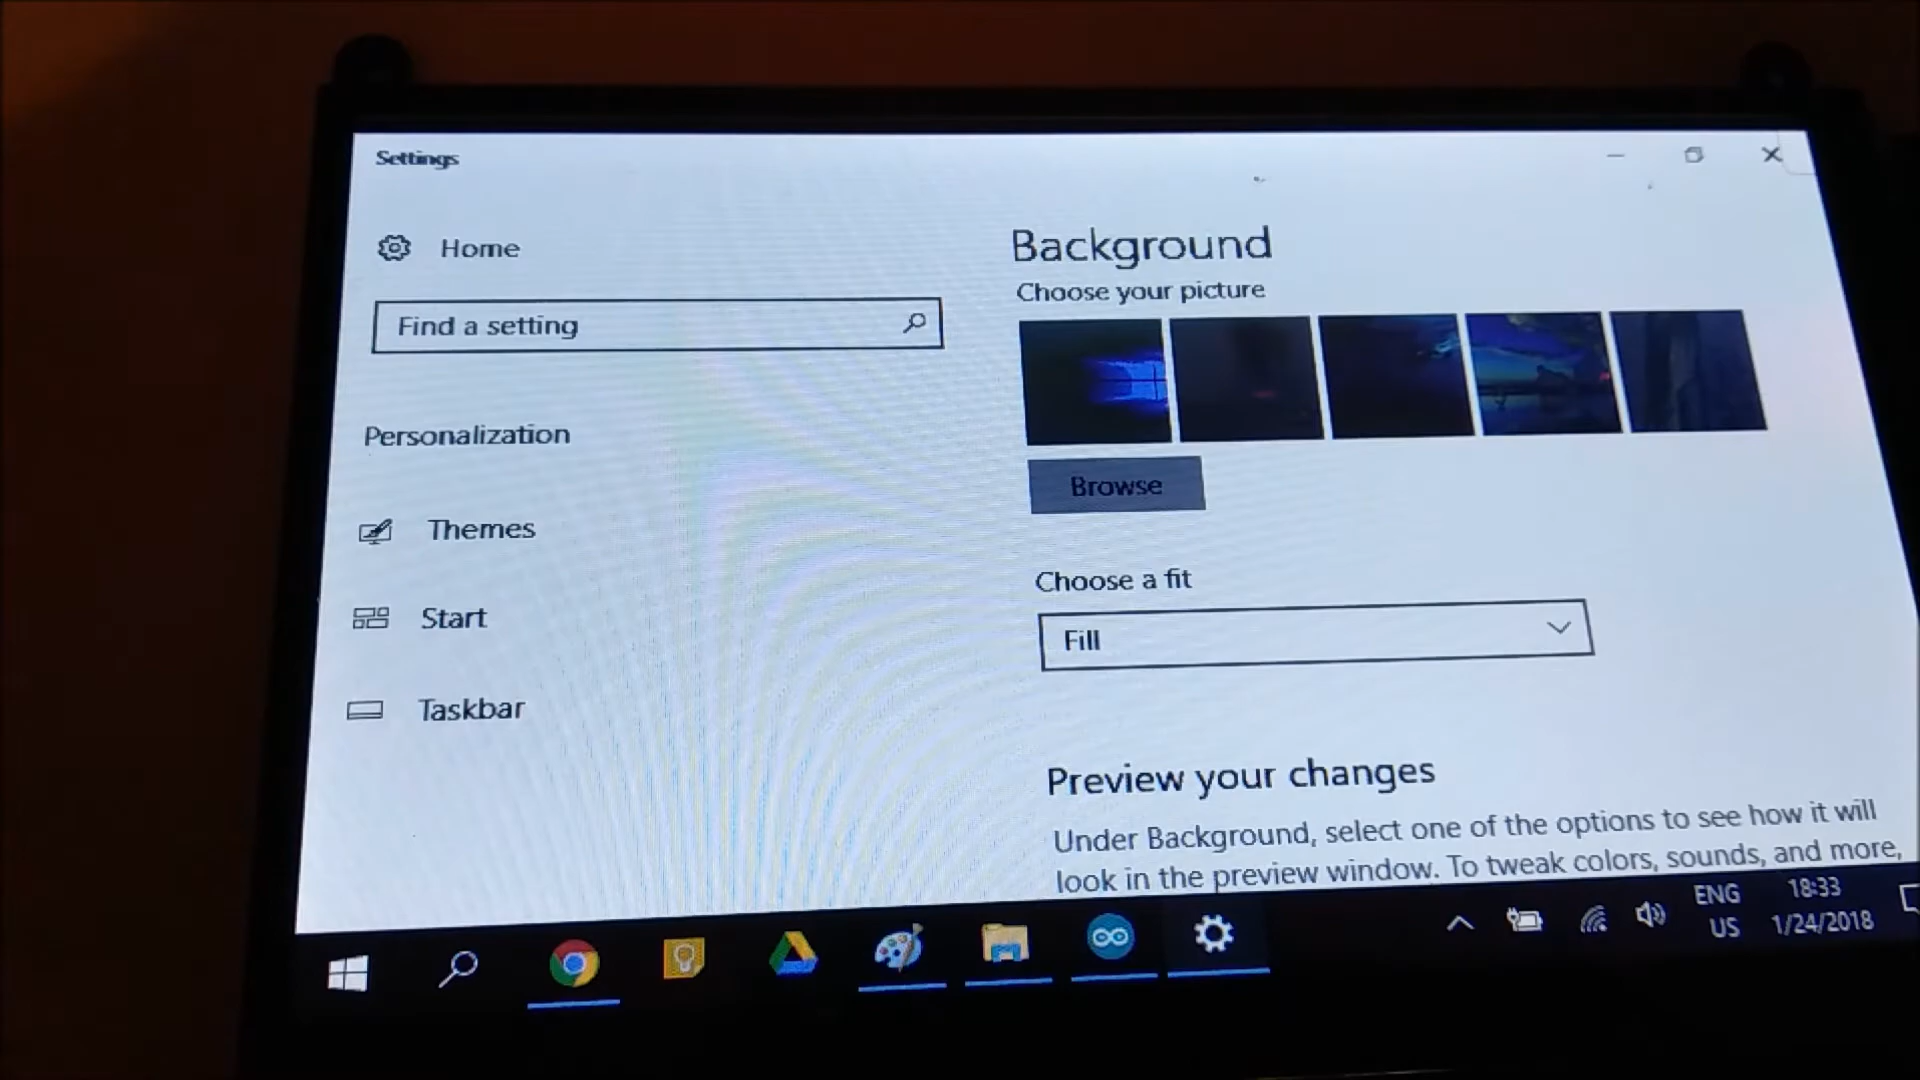 Settings
Home
Find a setting
Personalization
Themes
Start
Taskbar
Background
Choose your picture
Browse
Choose a fit
Fill
Preview your changes
Under Background, select one of the options to see how it will
look in the preview window. To tweak colors, sounds, and more,
ENG
US
18:33
1/24/2018